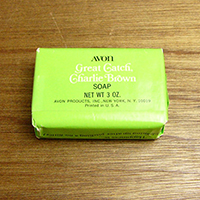 AVON
Great Catch,
Charlie Brown
SOAP
NET WT 3 OZ.
AVON PRODUCTS, INC., NEW YORK, N. Y. 10019
Printed in U.S.A.